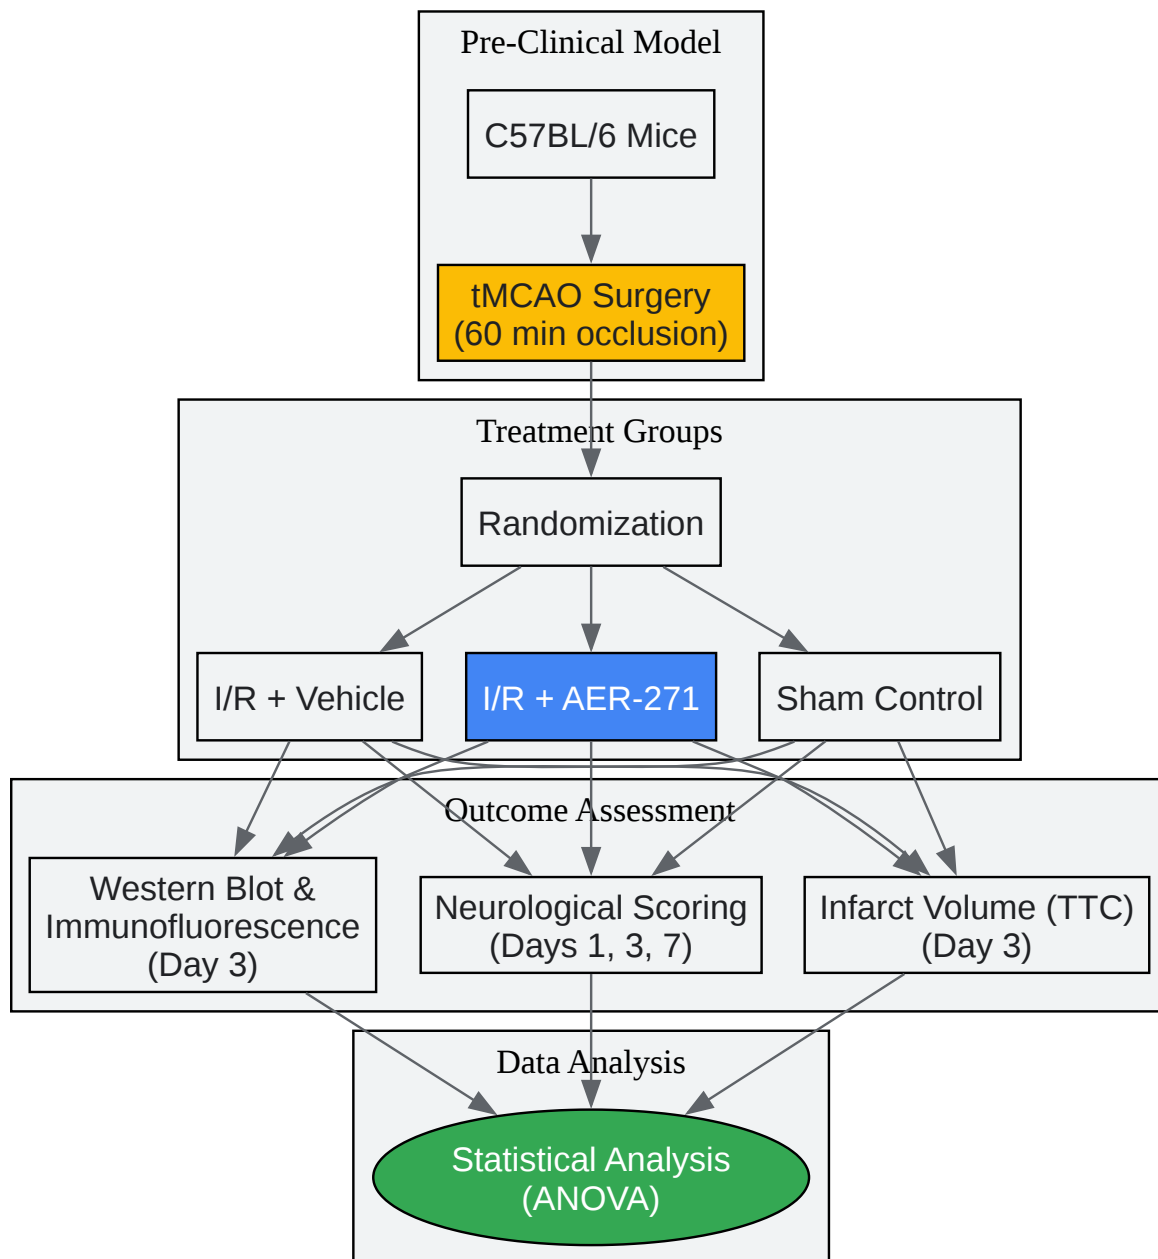 Pre-Clinical Model
C57BL/6 Mice
tMCAO Surgery
(60 min occlusion)
Treatment Groups
Randomization
I/R + Vehicle
I/R + AER-271
Sham Control
Outcome Assessment
Western Blot &
Immunofluorescence
(Day 3)
Neurological Scoring
(Days 1, 3, 7)
Infarct Volume (TTC)
(Day 3)
Data Analysis
Statistical Analysis
(ANOVA)